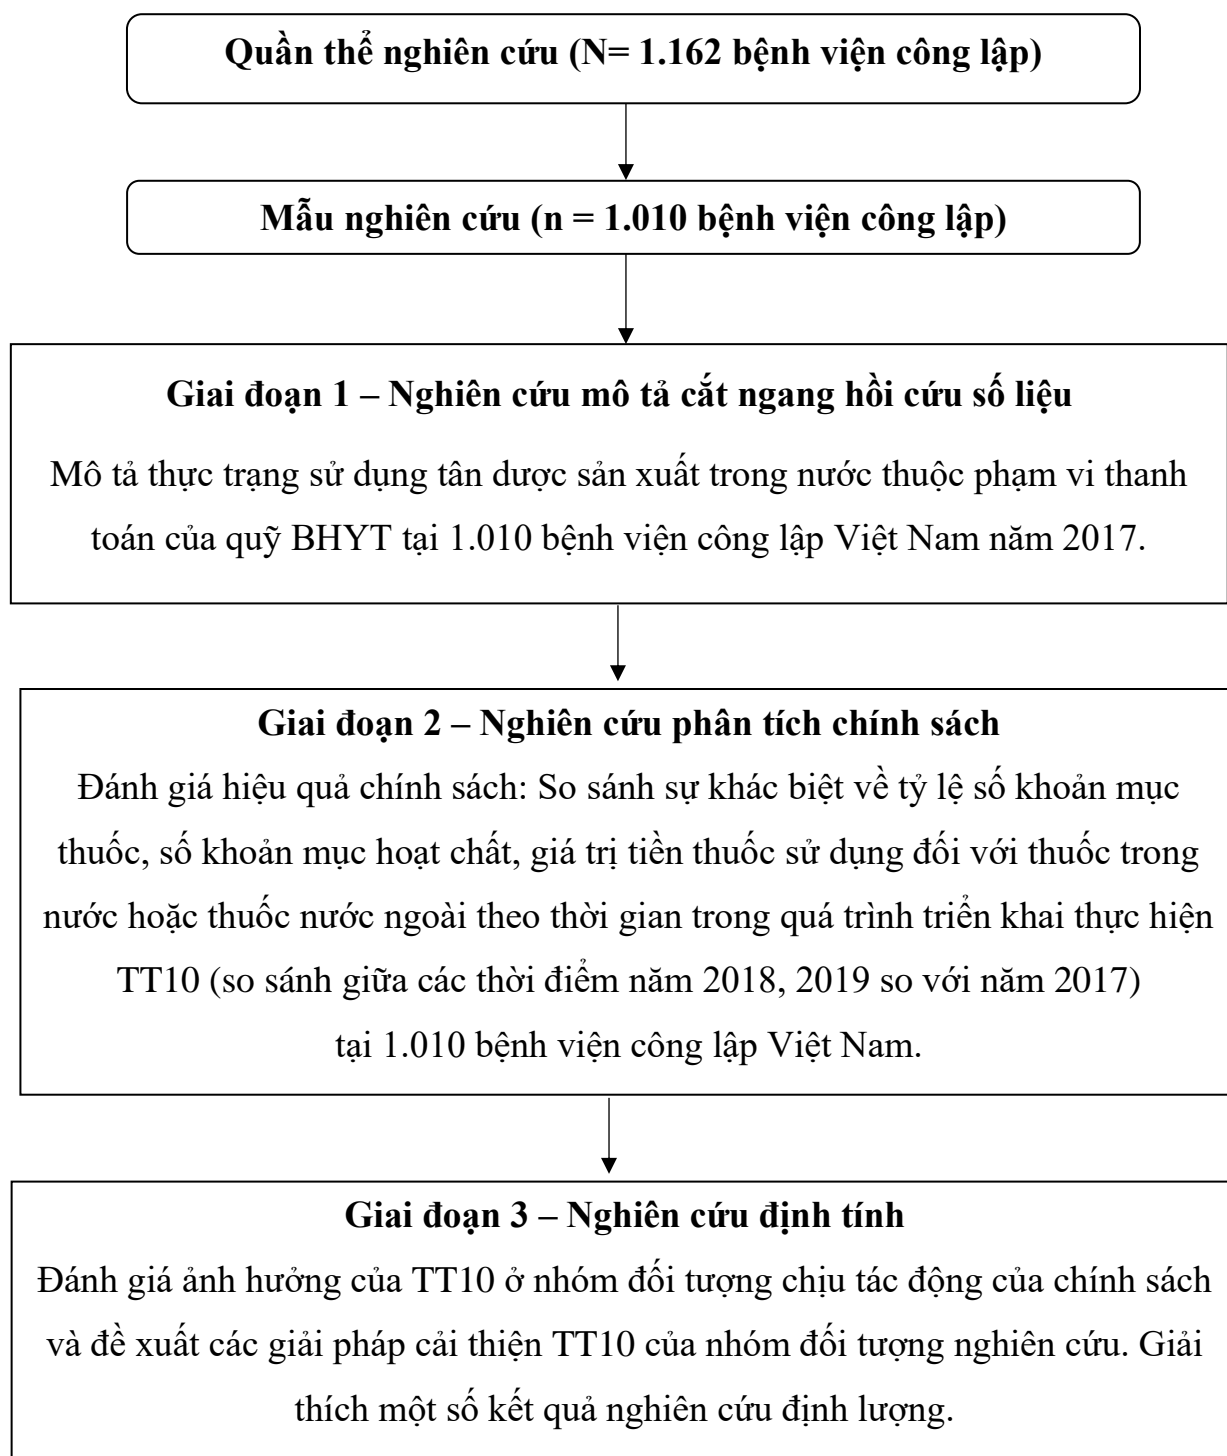 Quần thể nghiên cứu (N= 1.162 bệnh viện công lập)
Mẫu nghiên cứu (n = 1.010 bệnh viện công lập)
Giai đoạn 1 – Nghiên cứu mô tả cắt ngang hồi cứu số liệu
Mô tả thực trạng sử dụng tân dược sản xuất trong nước thuộc phạm vi thanh
toán của quỹ BHYT tại 1.010 bệnh viện công lập Việt Nam năm 2017.
Giai đoạn 2 – Nghiên cứu phân tích chính sách
Đánh giá hiệu quả chính sách: So sánh sự khác biệt về tỷ lệ số khoản mục
thuốc, số khoản mục hoạt chất, giá trị tiền thuốc sử dụng đối với thuốc trong
nước hoặc thuốc nước ngoài theo thời gian trong quá trình triển khai thực hiện
TT10 (so sánh giữa các thời điểm năm 2018, 2019 so với năm 2017)
tại 1.010 bệnh viện công lập Việt Nam.
Giai đoạn 3 – Nghiên cứu định tính
Đánh giá ảnh hưởng của TT10 ở nhóm đối tượng chịu tác động của chính sách
và đề xuất các giải pháp cải thiện TT10 của nhóm đối tượng nghiên cứu. Giải
thích một số kết quả nghiên cứu định lượng.